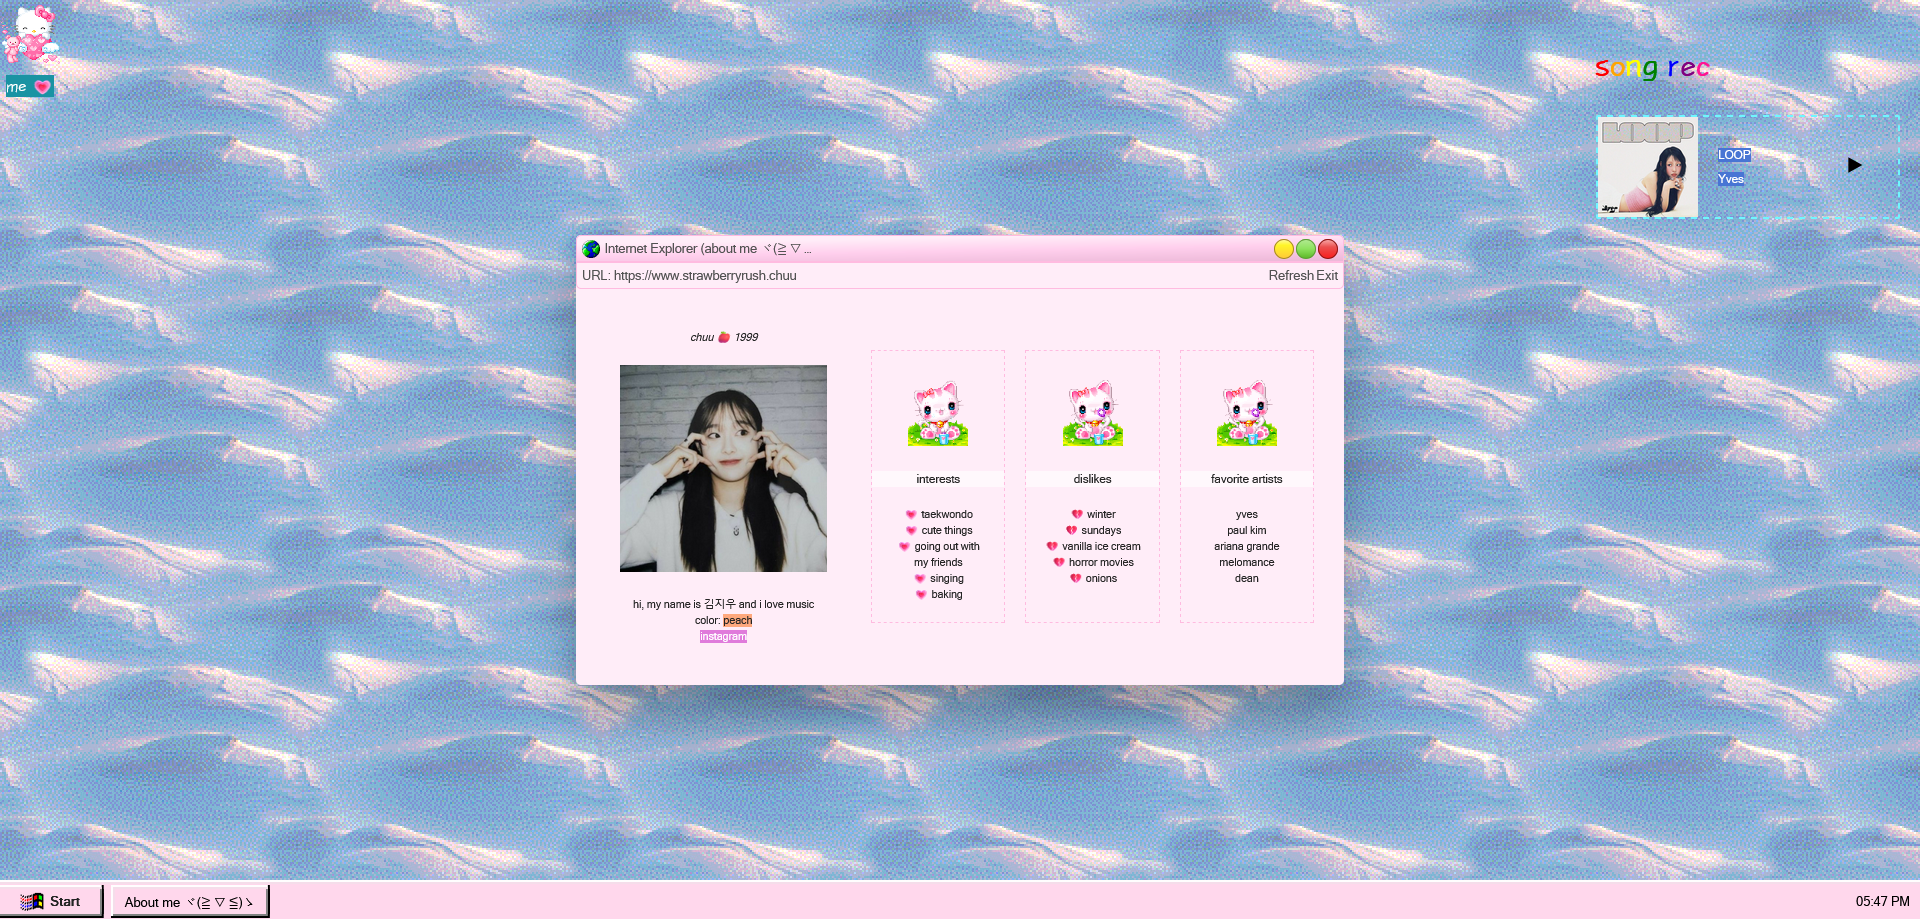 me 💗
song rec
LOOP
LOOP
Yves
Internet Explorer (about me ヾ(≧ ▽ ...
URL: https://www.strawberryrush.chuu
Refresh Exit
chuu 🍎 1999
hi, my name is 김지우 and i love music
color: peach
instagram
interests
💗 taekwondo
💗 cute things
💗 going out with
my friends
💗 singing
💗 baking
dislikes
💔 winter
💔 sundays
💔 vanilla ice cream
💔 horror movies
💔 onions
favorite artists
yves
paul kim
ariana grande
melomance
dean
Start
About me ヾ(≧ ▽ ≦)ゝ
05:47 PM